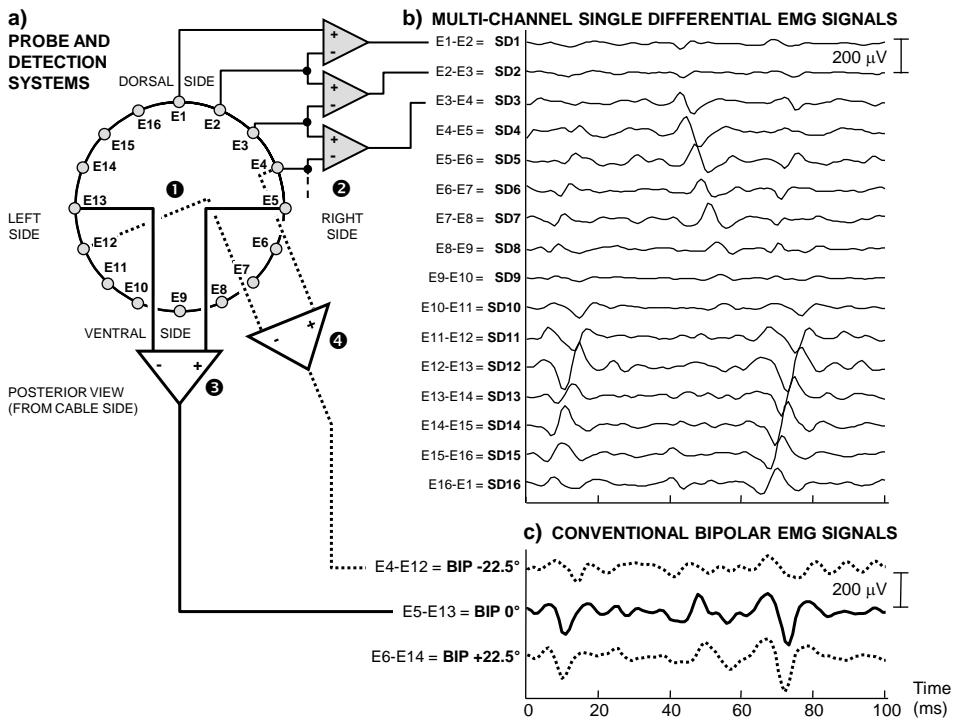 a)
PROBE AND
DETECTION
SYSTEMS
DORSAL SIDE
E1
E2
E3
E4
E5
E6
E7
E8
E9
E10
E11
E12
E13
E14
E15
E16
LEFT
SIDE
RIGHT
SIDE
VENTRAL SIDE
POSTERIOR VIEW
(FROM CABLE SIDE)
❶
❷
❸
❹
+
-
+
-
+
-
- +
- +
b) MULTI-CHANNEL SINGLE DIFFERENTIAL EMG SIGNALS
E1-E2 = SD1
E2-E3 = SD2
E3-E4 = SD3
E4-E5 = SD4
E5-E6 = SD5
E6-E7 = SD6
E7-E8 = SD7
E8-E9 = SD8
E9-E10 = SD9
E10-E11 = SD10
E11-E12 = SD11
E12-E13 = SD12
E13-E14 = SD13
E14-E15 = SD14
E15-E16 = SD15
E16-E1 = SD16
200 µV
c) CONVENTIONAL BIPOLAR EMG SIGNALS
E4-E12 = BIP -22.5°
E5-E13 = BIP 0°
E6-E14 = BIP +22.5°
200 µV
0 20 40 60 80 100
Time
(ms)